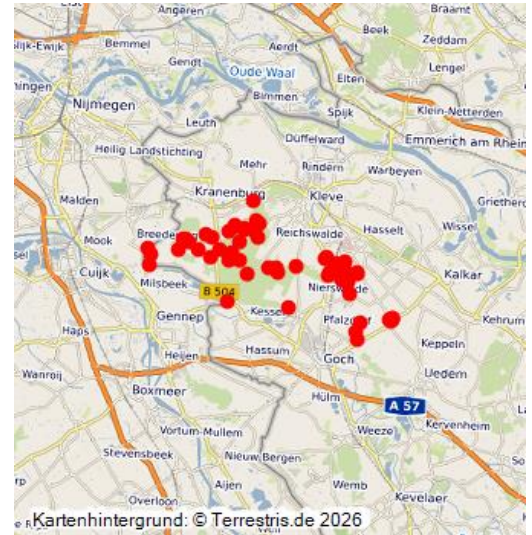 Angeren
Braamt
Slijk-Ewijk
Bemmel
Aerdt
Beek
Zeddam
Gendt
Elten
Lengel
Oude Waal
Nijmegen
Bimmen
Spijk
Klein-Netterden
Leuth
Emmerich am Rhein
Düffelward
Heilig Landstichting
Mehr
Rindern
Warbeyen
Kranenburg
Kleve
Malden
Grietherbusch
Hasselt
Wissel
Mook
Reichswalde
Cuijk
Kalkar
Milsbeek
B 504
Nierswalde
Gennep
Kessel
Pfalzdorf
Kehrum
Haps
Keppeln
Heijen
Hassum
Goch
Wanroij
Uedem
Boxmeer
Hülm
A 57
Vortum-Mullem
Weeze
Kervenheim
Stevensbeek
Nieuw Bergen
Aijen
Wemb
Overloon
Kevelaer
Well
Kartenhintergrund: © Terrestris.de 2026